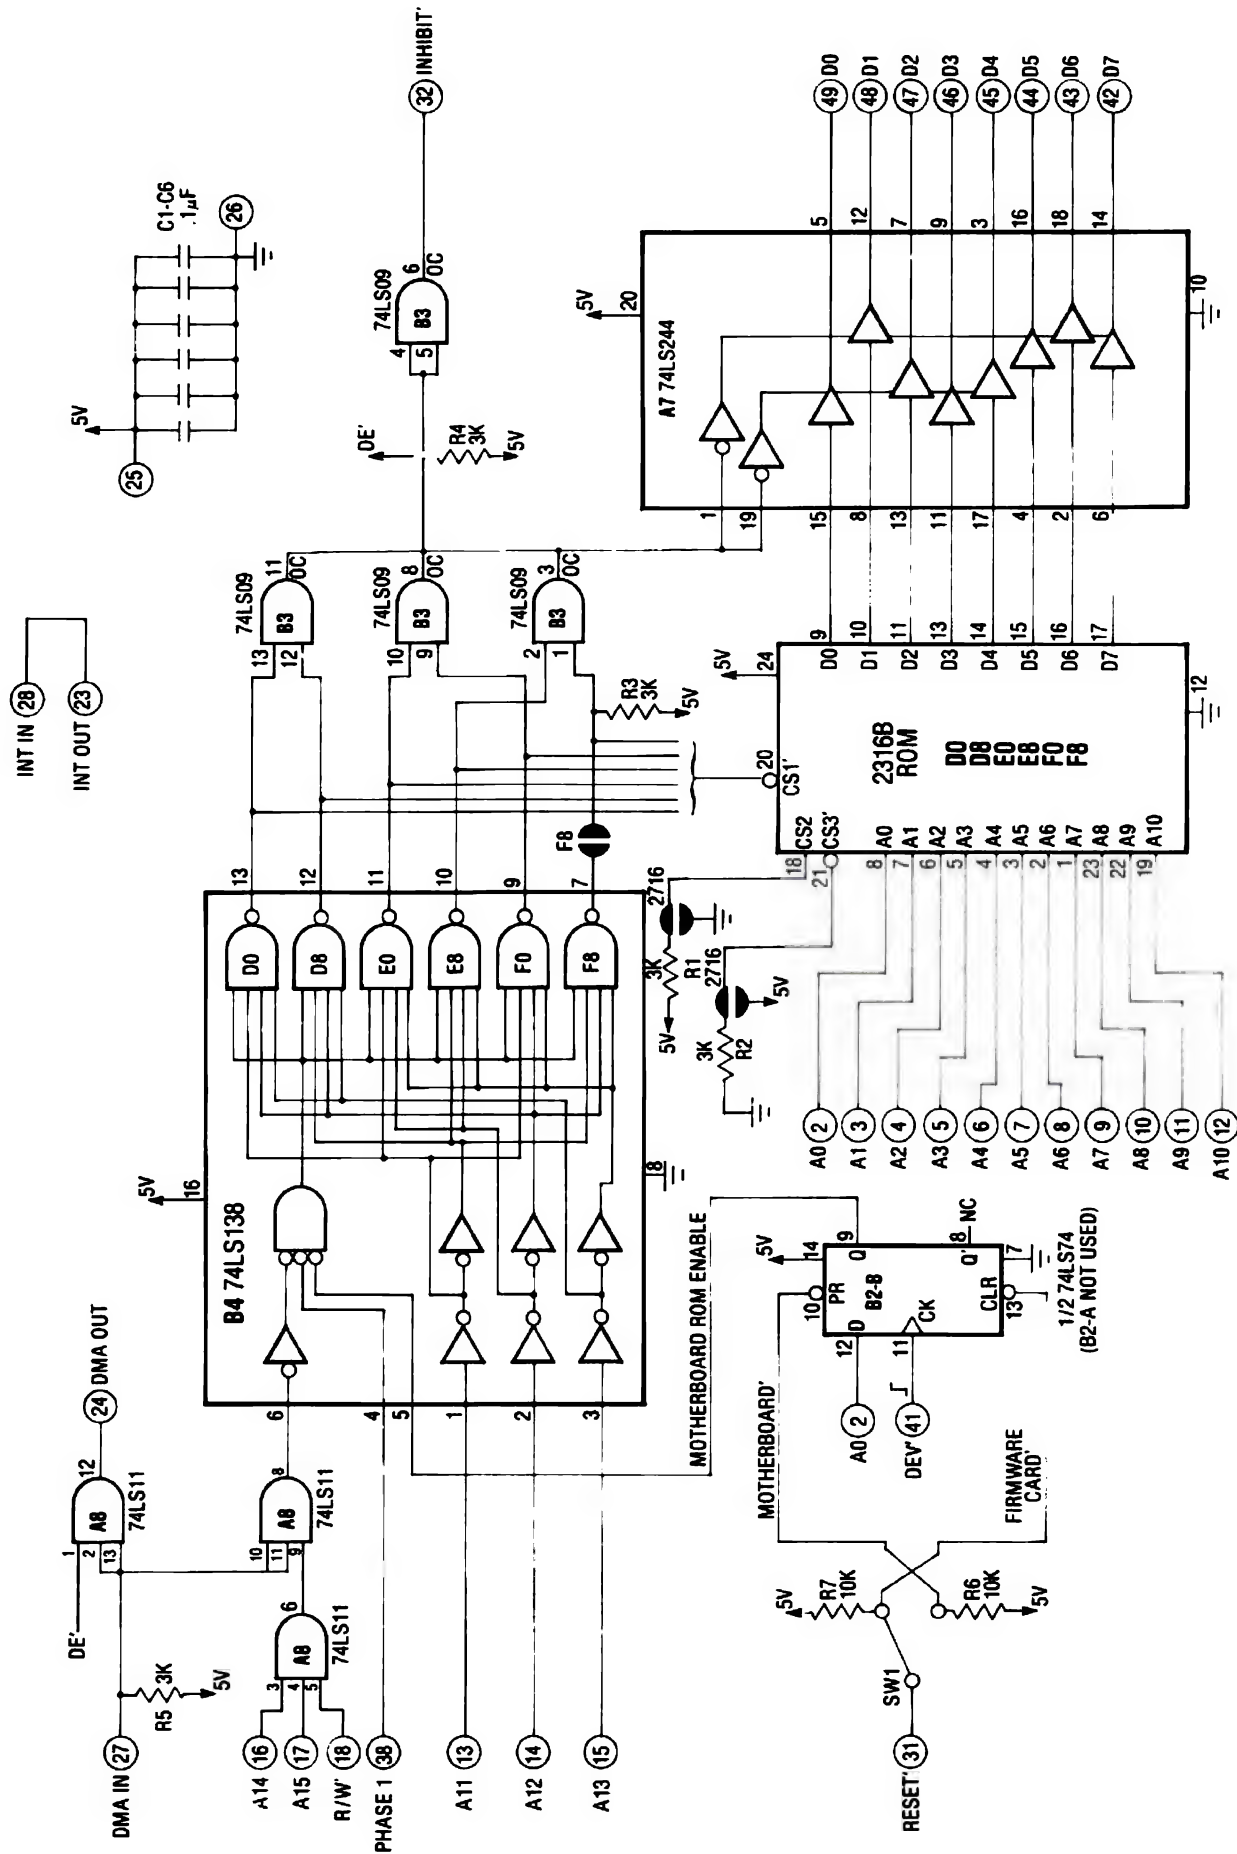 INT IN 28
INT OUT 23
5V
25
C1-C6
.1µF
26
DMA IN 27
DE'
1
2
13
A8
12
74LS11
24 DMA OUT
R5
3K
5V
A14 16
A15 17
R/W' 18
3
4
5
A8
6
74LS11
10
11
9
A8
8
74LS11
PHASE 1 38
A11 13
A12 14
A13 15
B4 74LS138
5V
16
6
4
5
1
2
3
8
D0
D8
E0
E8
F0
F8
13
12
11
10
9
7
F8
R3
3K
5V
74LS09
13
12
B3
11
OC
74LS09
10
9
B3
8
OC
74LS09
2
1
B3
3
OC
DE'
R4
3K
5V
74LS09
4
5
B3
6
OC
32 INHIBIT'
MOTHERBOARD ROM ENABLE
5V
3K
R1
2716
3K
R2
2716
5V
RESET' 31
SW1
5V
R7
10K
R6
10K
5V
MOTHERBOARD'
FIRMWARE
CARD'
A0 2
DEV' 41
12
D
11
CK
10
PR
B2-B
5V
14
Q
9
Q'
8
NC
7
CLR
13
1/2 74LS74
(B2-A NOT USED)
A0 2
A1 3
A2 4
A3 5
A4 6
A5 7
A6 8
A7 9
A8 10
A9 11
A10 12
18 CS2
21 CS3'
8 A0
7 A1
6 A2
5 A3
4 A4
3 A5
2 A6
1 A7
23 A8
22 A9
19 A10
20
CS1'
2316B
ROM
D0
D8
E0
E8
F0
F8
5V
24
12
D0 9
D1 10
D2 11
D3 13
D4 14
D5 15
D6 16
D7 17
A7 74LS244
5V
20
10
1
19
15
8
13
11
17
4
2
6
5
12
7
9
3
16
18
14
49 D0
48 D1
47 D2
46 D3
45 D4
44 D5
43 D6
42 D7